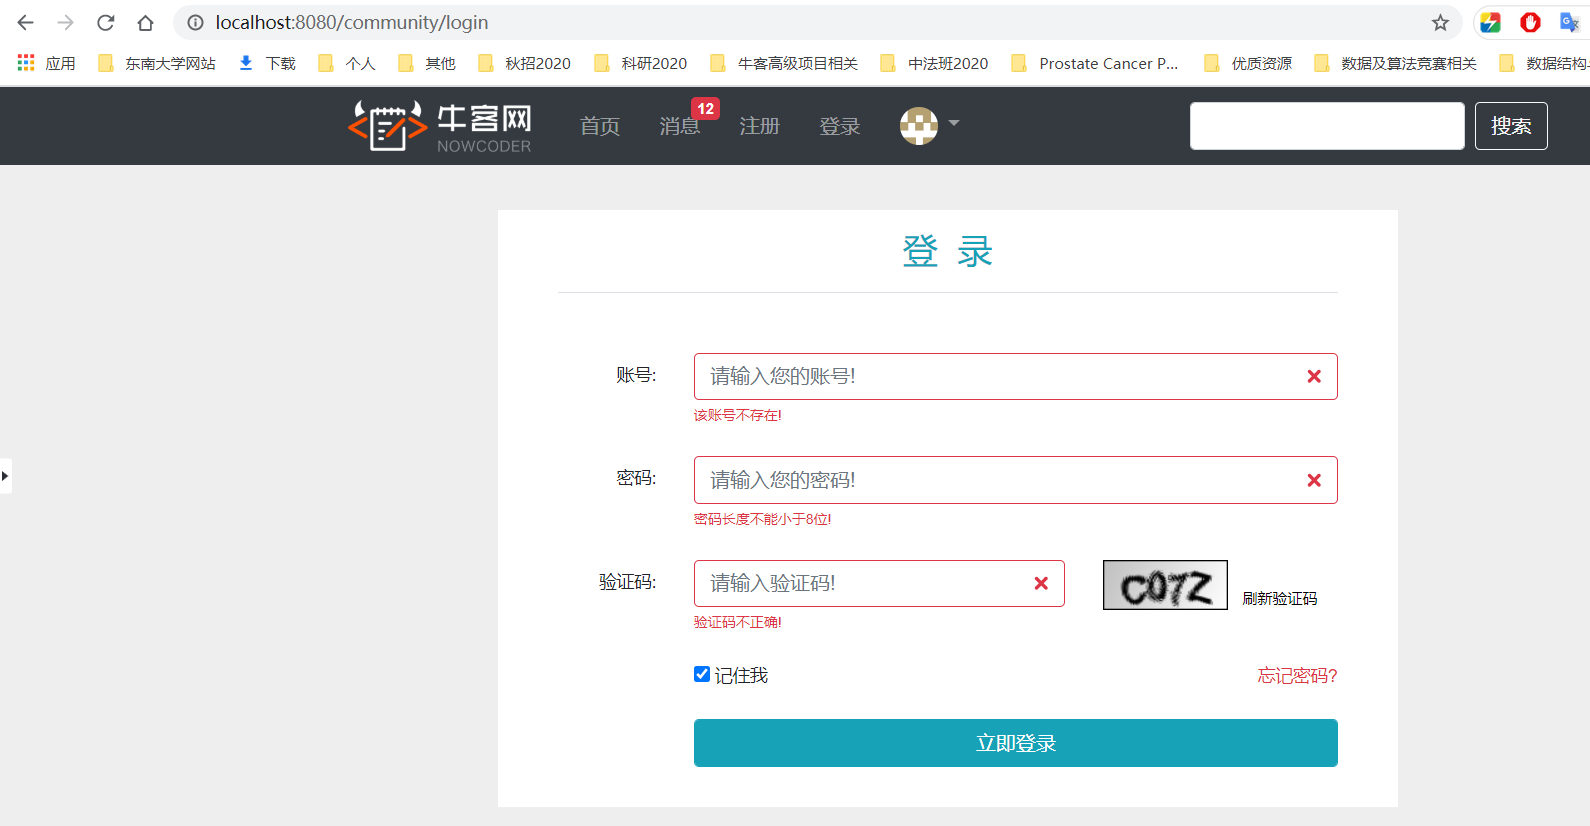 localhost:8080/community/login
应用 东南大学网站 下载 个人 其他 秋招2020 科研2020 牛客高级项目相关 中法班2020 Prostate Cancer P... 优质资源 数据及算法竞赛相关 数据结构
牛客网
NOWCODER
首页 消息 12 注册 登录 搜索
登 录
账号: 请输入您的账号!
该账号不存在!
密码: 请输入您的密码!
密码长度不能小于8位!
验证码: 请输入验证码! C07Z 刷新验证码
验证码不正确!
记住我 忘记密码?
立即登录